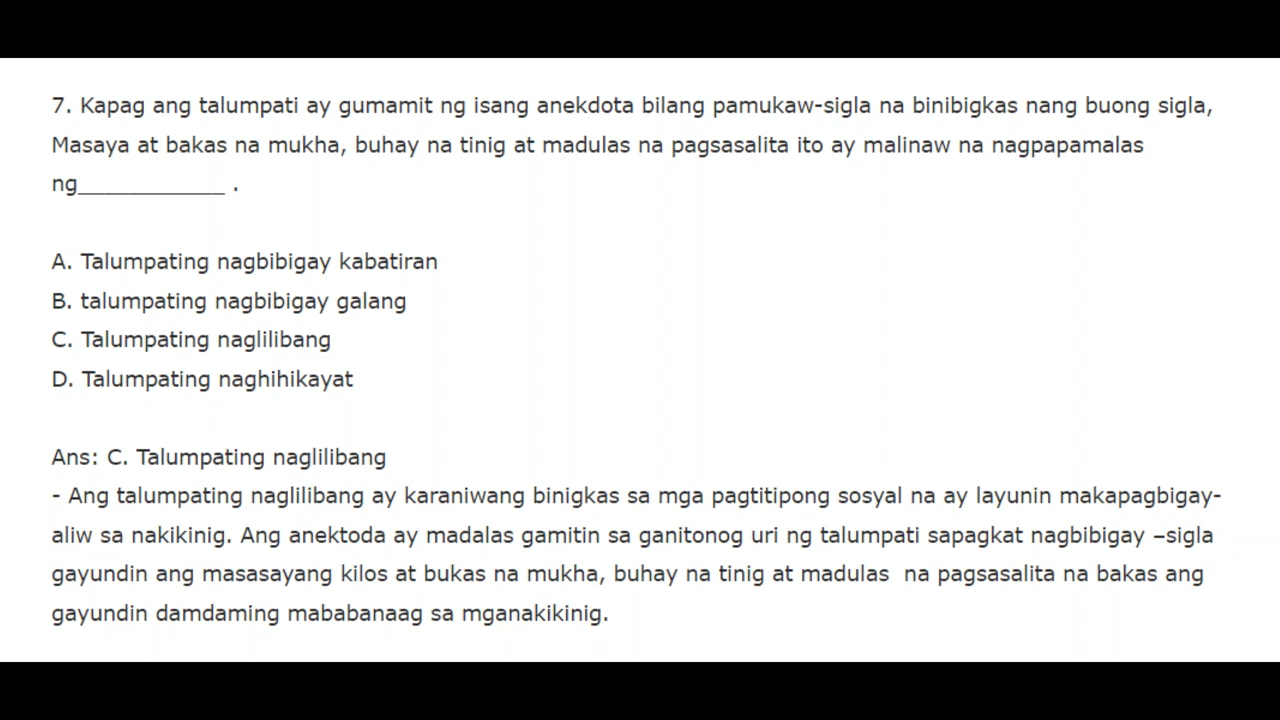 7. Kapag ang talumpati ay gumamit ng isang anekdota bilang pamukaw-sigla na binibigkas nang buong sigla,
Masaya at bakas na mukha, buhay na tinig at madulas na pagsasalita ito ay malinaw na nagpapamalas
ng____________ .
A. Talumpating nagbibigay kabatiran
B. talumpating nagbibigay galang
C. Talumpating naglilibang
D. Talumpating naghihikayat
Ans: C. Talumpating naglilibang
- Ang talumpating naglilibang ay karaniwang binigkas sa mga pagtitipong sosyal na ay layunin makapagbigay-
aliw sa nakikinig. Ang anektoda ay madalas gamitin sa ganitonog uri ng talumpati sapagkat nagbibigay –sigla
gayundin ang masasayang kilos at bukas na mukha, buhay na tinig at madulas  na pagsasalita na bakas ang
gayundin damdaming mababanaag sa mganakikinig.